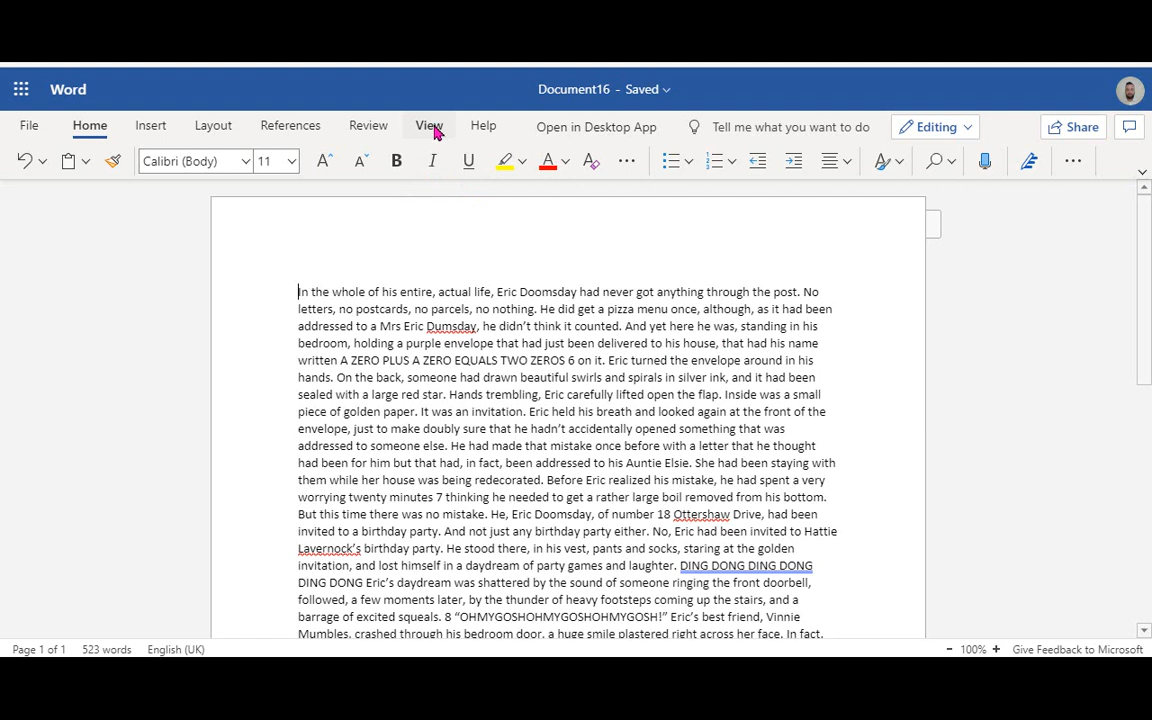 Word
Document16 - Saved
File Home Insert Layout References Review View Help Open in Desktop App Tell me what you want to do Editing Share
Calibri (Body) 11 B I U A
In the whole of his entire, actual life, Eric Doomsday had never got anything through the post. No
letters, no postcards, no parcels, no nothing. He did get a pizza menu once, although, as it had been
addressed to a Mrs Eric Dumsday, he didn't think it counted. And yet here he was, standing in his
bedroom, holding a purple envelope that had just been delivered to his house, that had his name
written A ZERO PLUS A ZERO EQUALS TWO ZEROS 6 on it. Eric turned the envelope around in his
hands. On the back, someone had drawn beautiful swirls and spirals in silver ink, and it had been
sealed with a large red star. Hands trembling, Eric carefully lifted open the flap. Inside was a small
piece of golden paper. It was an invitation. Eric held his breath and looked again at the front of the
envelope, just to make doubly sure that he hadn't accidentally opened something that was
addressed to someone else. He had made that mistake once before with a letter that he thought
had been for him but that had, in fact, been addressed to his Auntie Elsie. She had been staying with
them while her house was being redecorated. Before Eric realized his mistake, he had spent a very
worrying twenty minutes 7 thinking he needed to get a rather large boil removed from his bottom.
But this time there was no mistake. He, Eric Doomsday, of number 18 Ottershaw Drive, had been
invited to a birthday party. And not just any birthday party either. No, Eric had been invited to Hattie
Lavernock's birthday party. He stood there, in his vest, pants and socks, staring at the golden
invitation, and lost himself in a daydream of party games and laughter. DING DONG DING DONG
DING DONG Eric's daydream was shattered by the sound of someone ringing the front doorbell,
followed, a few moments later, by the thunder of heavy footsteps coming up the stairs, and a
barrage of excited squeals. 8 “OHMYGOSHOHMYGOSHOHMYGOSH!” Eric's best friend, Vinnie
Mumbles, crashed through his bedroom door, a huge smile plastered right across her face. In fact,
Page 1 of 1 523 words English (UK) - 100% + Give Feedback to Microsoft